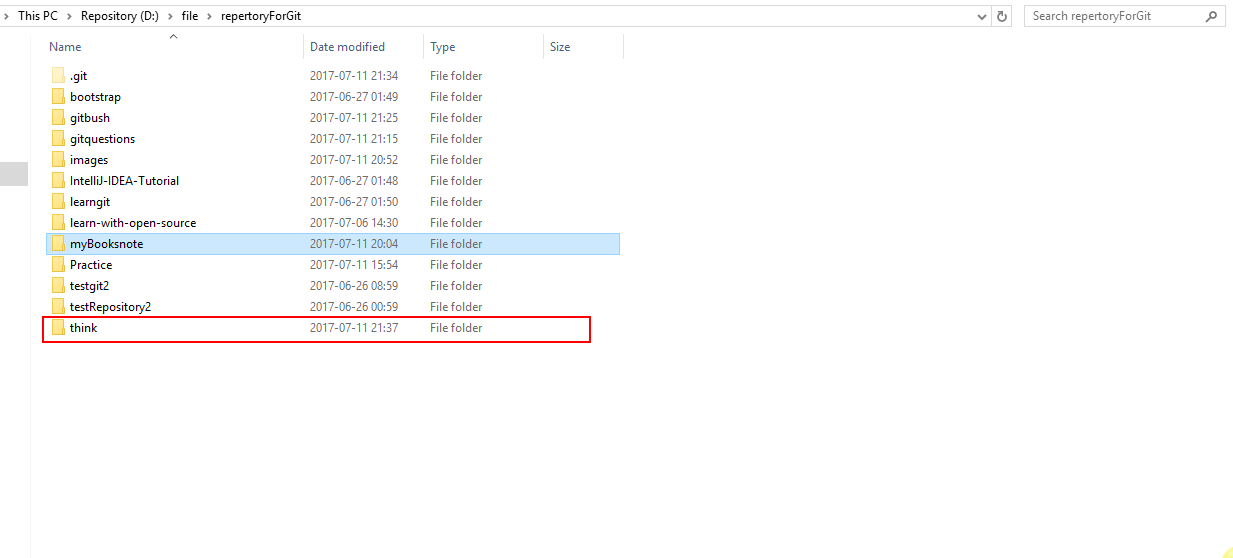 This PC > Repository (D:) > file > repertoryForGit Search repertoryForGit
Name Date modified Type Size
.git 2017-07-11 21:34 File folder
bootstrap 2017-06-27 01:49 File folder
gitbush 2017-07-11 21:25 File folder
gitquestions 2017-07-11 21:15 File folder
images 2017-07-11 20:52 File folder
IntelliJ-IDEA-Tutorial 2017-06-27 01:48 File folder
learngit 2017-06-27 01:50 File folder
learn-with-open-source 2017-07-06 14:30 File folder
myBooksnote 2017-07-11 20:04 File folder
Practice 2017-07-11 15:54 File folder
testgit2 2017-06-26 08:59 File folder
testRepository2 2017-06-26 00:59 File folder
think 2017-07-11 21:37 File folder